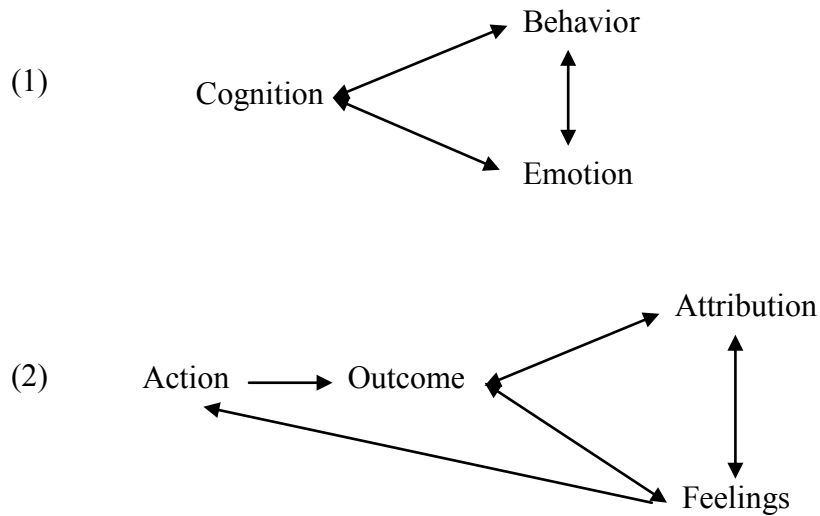 Behavior
(1)
Cognition
Emotion
Attribution
(2) Action Outcome
Feelings